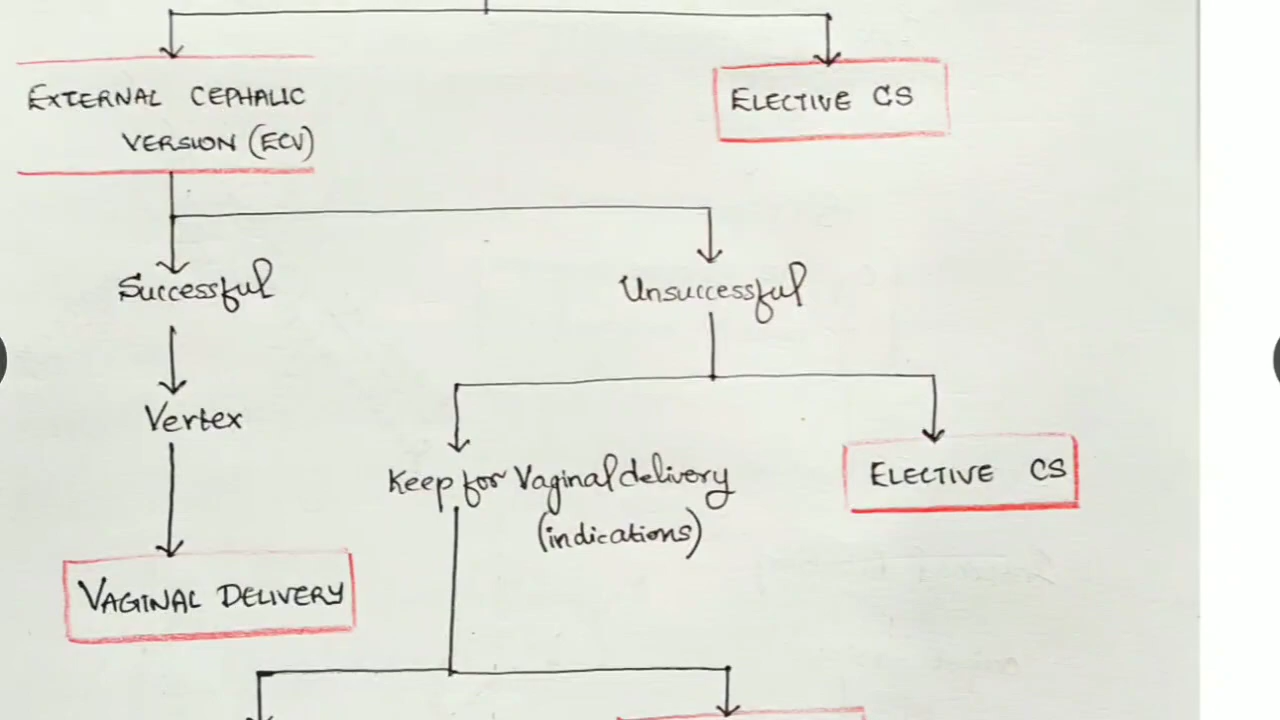 EXTERNAL CEPHALIC
VERSION (ECV)
ELECTIVE CS
Successful
Unsuccessful
Vertex
Keep for Vaginal delivery
(indications)
ELECTIVE CS
VAGINAL DELIVERY